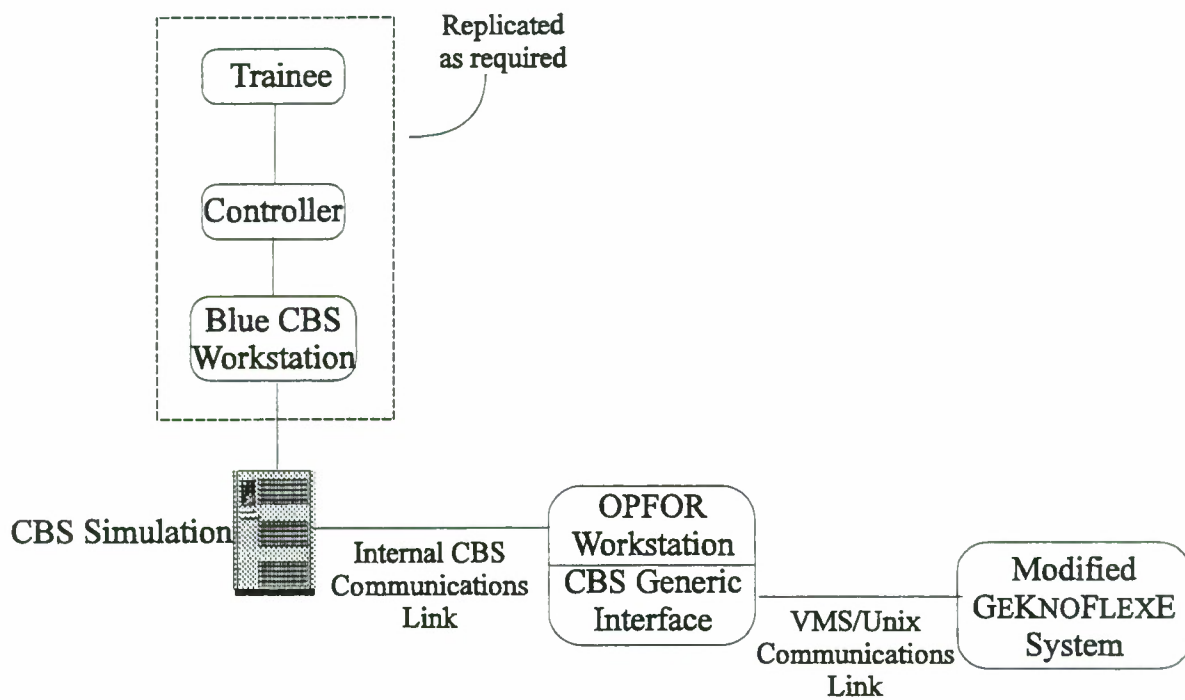 Replicated
as required
Trainee
Controller
Blue CBS
Workstation
CBS Simulation
Internal CBS
Communications
Link
OPFOR
Workstation
CBS Generic
Interface
VMS/Unix
Communications
Link
Modified
GEKNOFLEXE
System